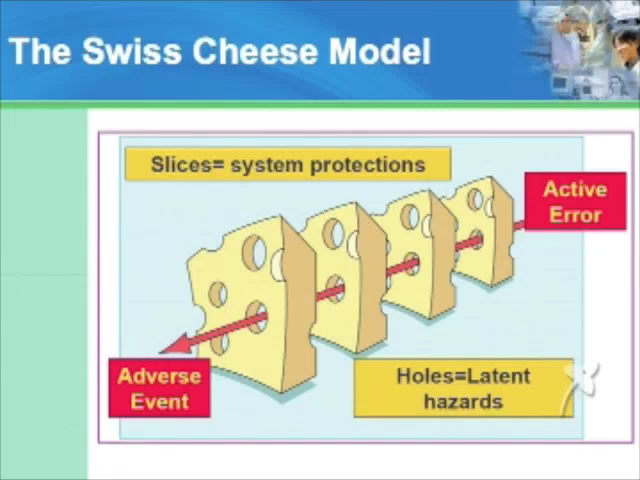 The Swiss Cheese Model
Slices= system protections
Active
Error
Adverse
Event
Holes=Latent
hazards